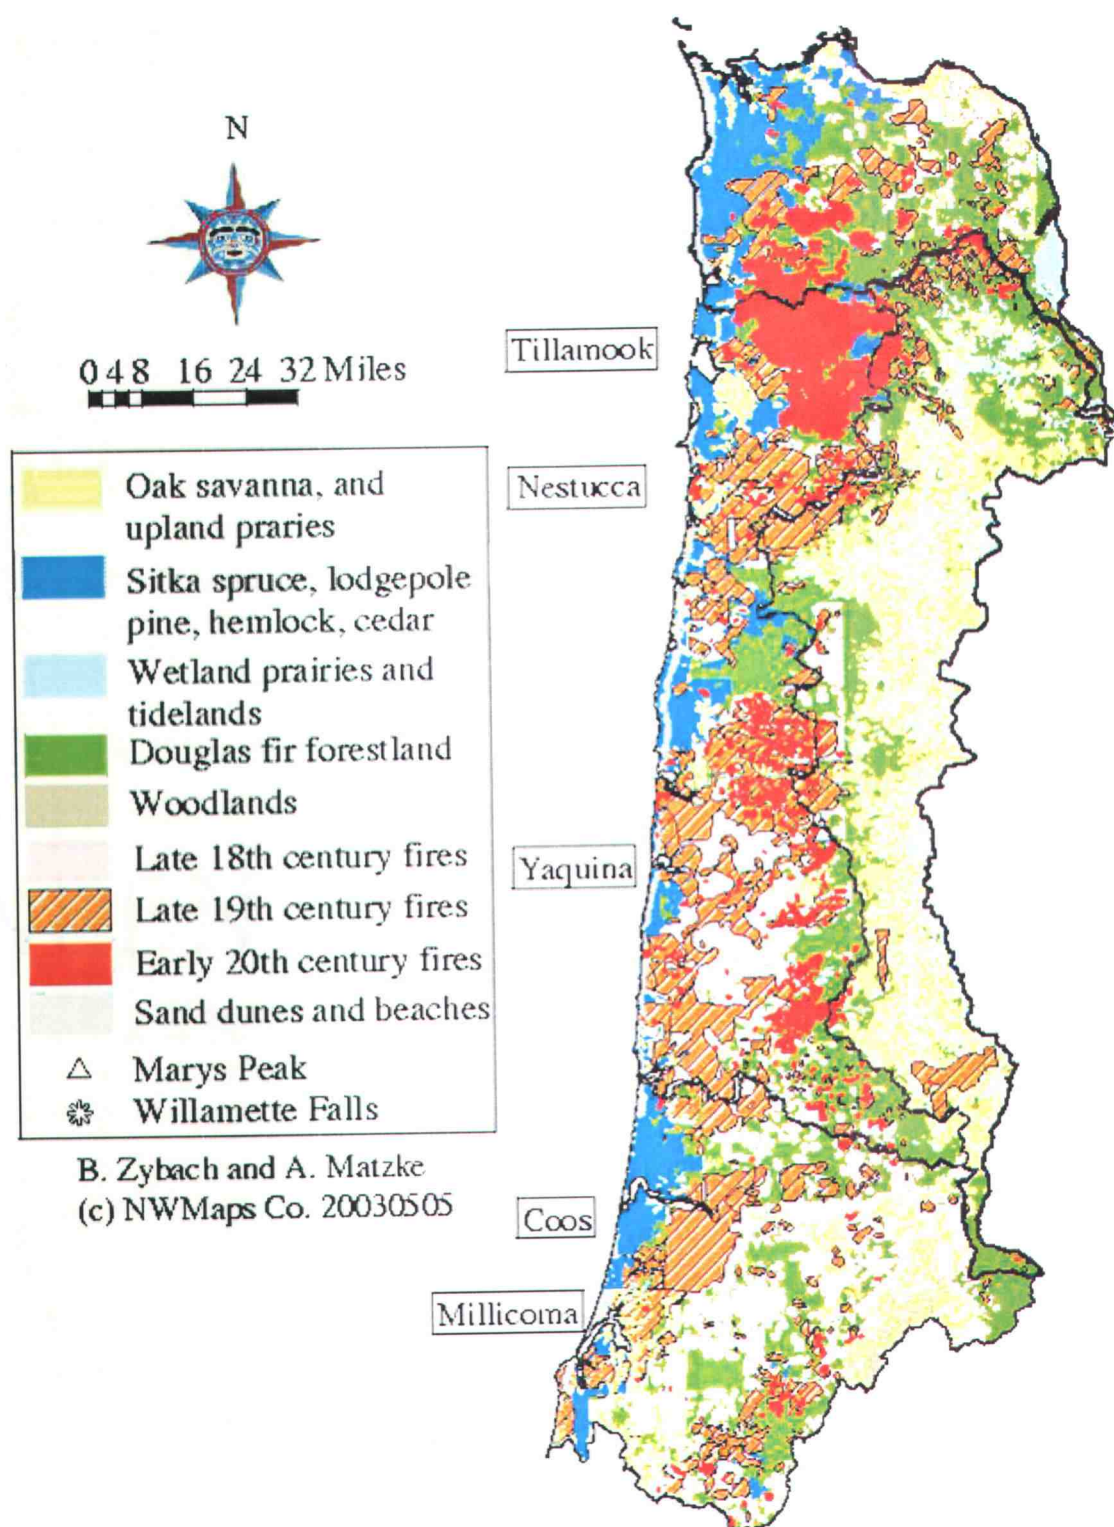 N
0 4 8 16 24 32 Miles
Tillamook
Nestucca
Yaquina
Coos
Millicoma
Oak savanna, and
upland praries
Sitka spruce, lodgepole
pine, hemlock, cedar
Wetland prairies and
tidelands
Douglas fir forestland
Woodlands
Late 18th century fires
Late 19th century fires
Early 20th century fires
Sand dunes and beaches
Marys Peak
Willamette Falls
B. Zybach and A. Matzke
(c) NWMaps Co. 20030505